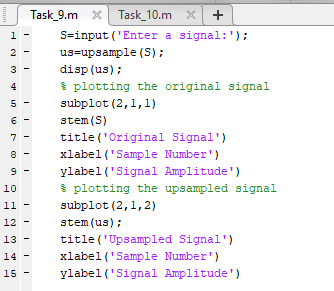 Task_9.m × Task_10.m × +
1 - S=input('Enter a signal:');
2 - us=upsample(S);
3 - disp(us);
4 % plotting the original signal
5 - subplot(2,1,1)
6 - stem(S)
7 - title('Original Signal')
8 - xlabel('Sample Number')
9 - ylabel('Signal Amplitude')
10 % plotting the upsampled signal
11 - subplot(2,1,2)
12 - stem(us);
13 - title('Upsampled Signal')
14 - xlabel('Sample Number')
15 - ylabel('Signal Amplitude')